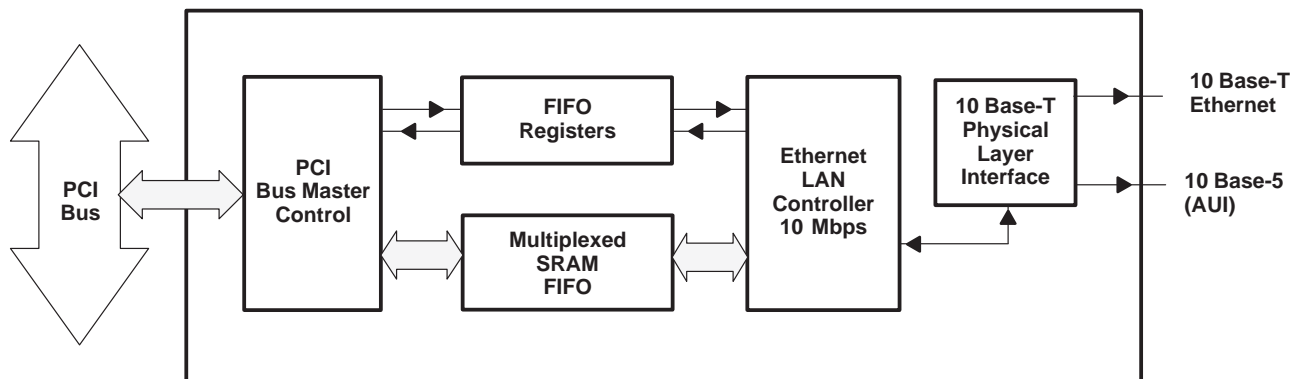 PCI
Bus
PCI
Bus Master
Control
FIFO
Registers
Multiplexed
SRAM
FIFO
Ethernet
LAN
Controller
10 Mbps
10 Base-T
Physical
Layer
Interface
10 Base-T
Ethernet
10 Base-5
(AUI)